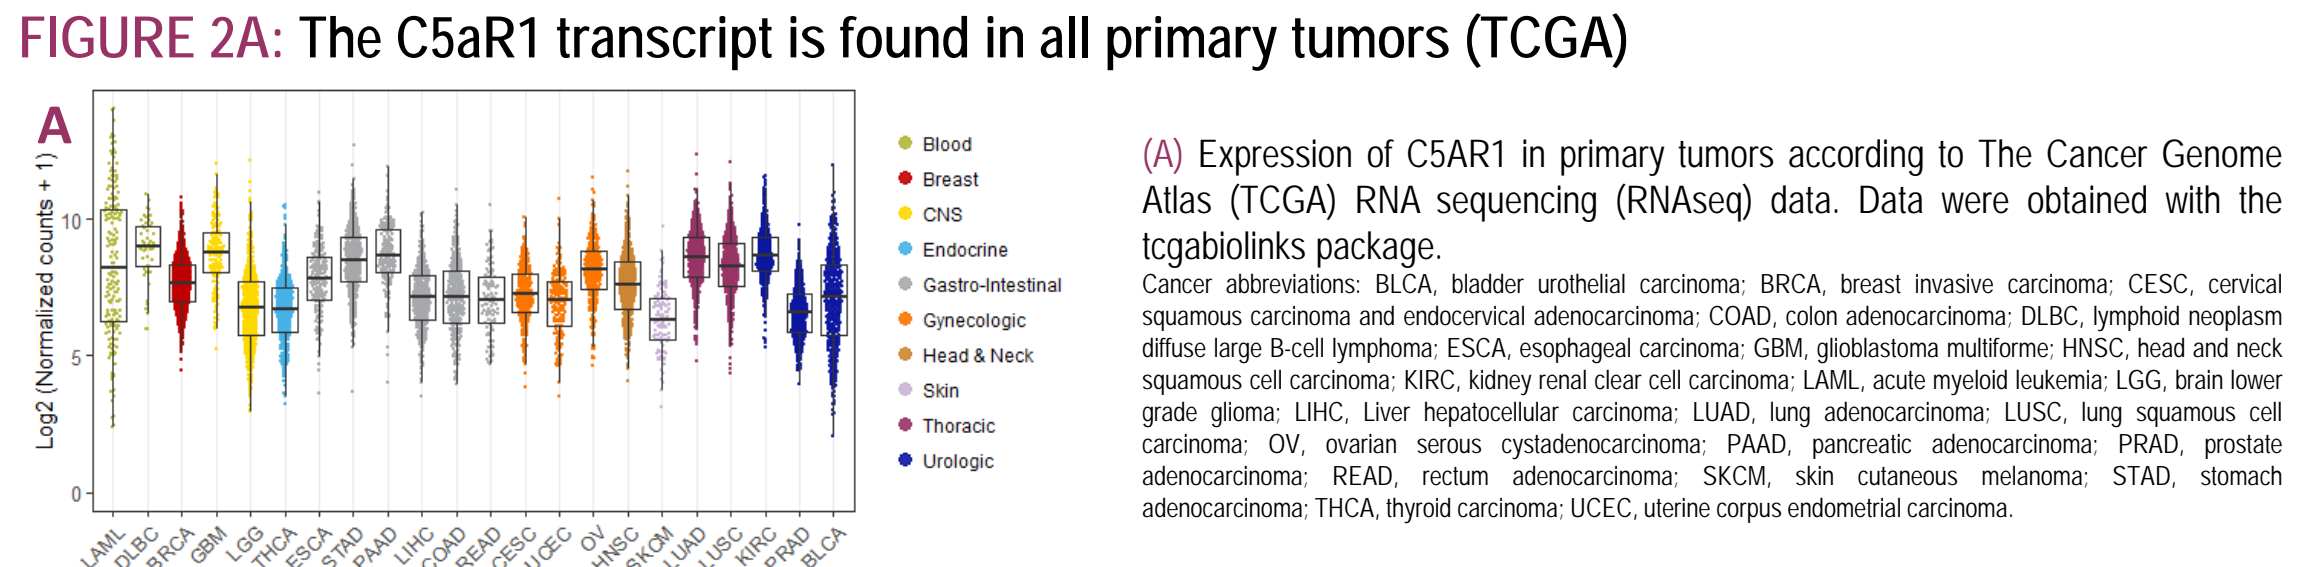 FIGURE 2A: The C5aR1 transcript is found in all primary tumors (TCGA)
A
Log2 (Normalized counts + 1)
10
5
0
LAML
DLBC
BRCA
GBM
LGG
THCA
ESCA
STAD
PAAD
LIHC
COAD
READ
CESC
UCEC
OV
HNSC
SKCM
LUAD
LUSC
KIRC
PRAD
BLCA
Blood
Breast
CNS
Endocrine
Gastro-Intestinal
Gynecologic
Head & Neck
Skin
Thoracic
Urologic
(A) Expression of C5AR1 in primary tumors according to The Cancer Genome
Atlas (TCGA) RNA sequencing (RNAseq) data. Data were obtained with the
tcgabiolinks package.
Cancer abbreviations: BLCA, bladder urothelial carcinoma; BRCA, breast invasive carcinoma; CESC, cervical
squamous carcinoma and endocervical adenocarcinoma; COAD, colon adenocarcinoma; DLBC, lymphoid neoplasm
diffuse large B-cell lymphoma; ESCA, esophageal carcinoma; GBM, glioblastoma multiforme; HNSC, head and neck
squamous cell carcinoma; KIRC, kidney renal clear cell carcinoma; LAML, acute myeloid leukemia; LGG, brain lower
grade glioma; LIHC, Liver hepatocellular carcinoma; LUAD, lung adenocarcinoma; LUSC, lung squamous cell
carcinoma; OV, ovarian serous cystadenocarcinoma; PAAD, pancreatic adenocarcinoma; PRAD, prostate
adenocarcinoma; READ, rectum adenocarcinoma; SKCM, skin cutaneous melanoma; STAD, stomach
adenocarcinoma; THCA, thyroid carcinoma; UCEC, uterine corpus endometrial carcinoma.